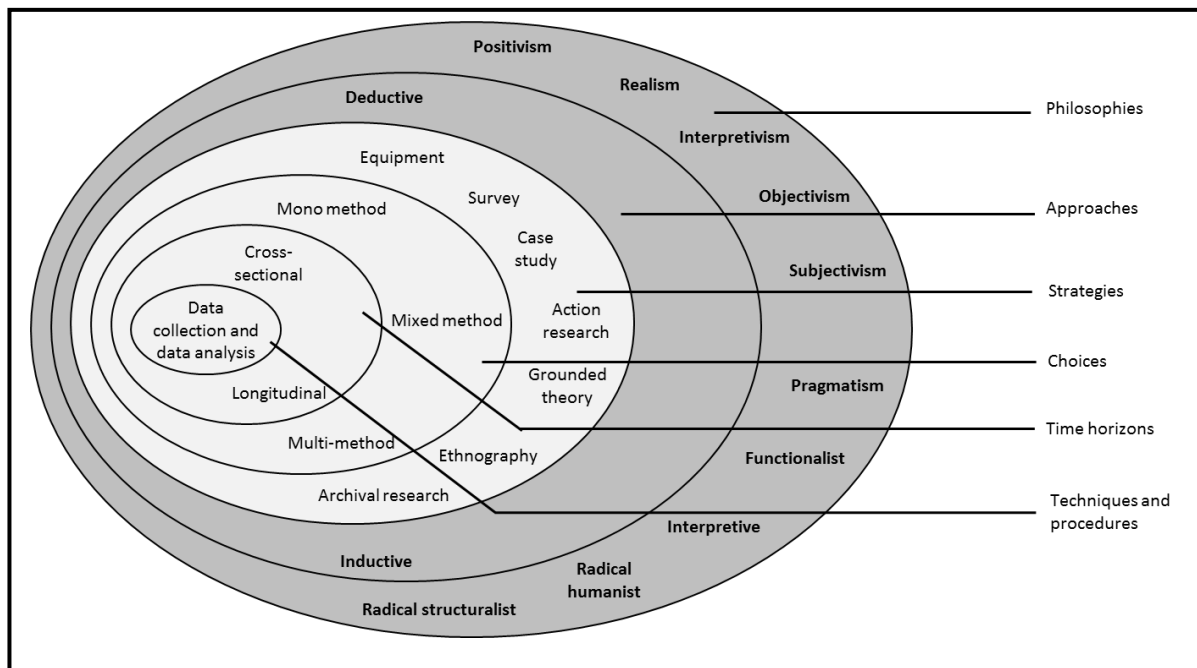 Positivism
Realism
Philosophies
Deductive
Interpretivism
Equipment
Objectivism
Approaches
Survey
Mono method
Case
study
Cross-
sectional
Subjectivism
Strategies
Data
collection and
data analysis
Mixed method
Action
research
Choices
Grounded
theory
Pragmatism
Longitudinal
Time horizons
Multi-method
Ethnography
Functionalist
Archival research
Techniques and
procedures
Interpretive
Inductive
Radical
humanist
Radical structuralist